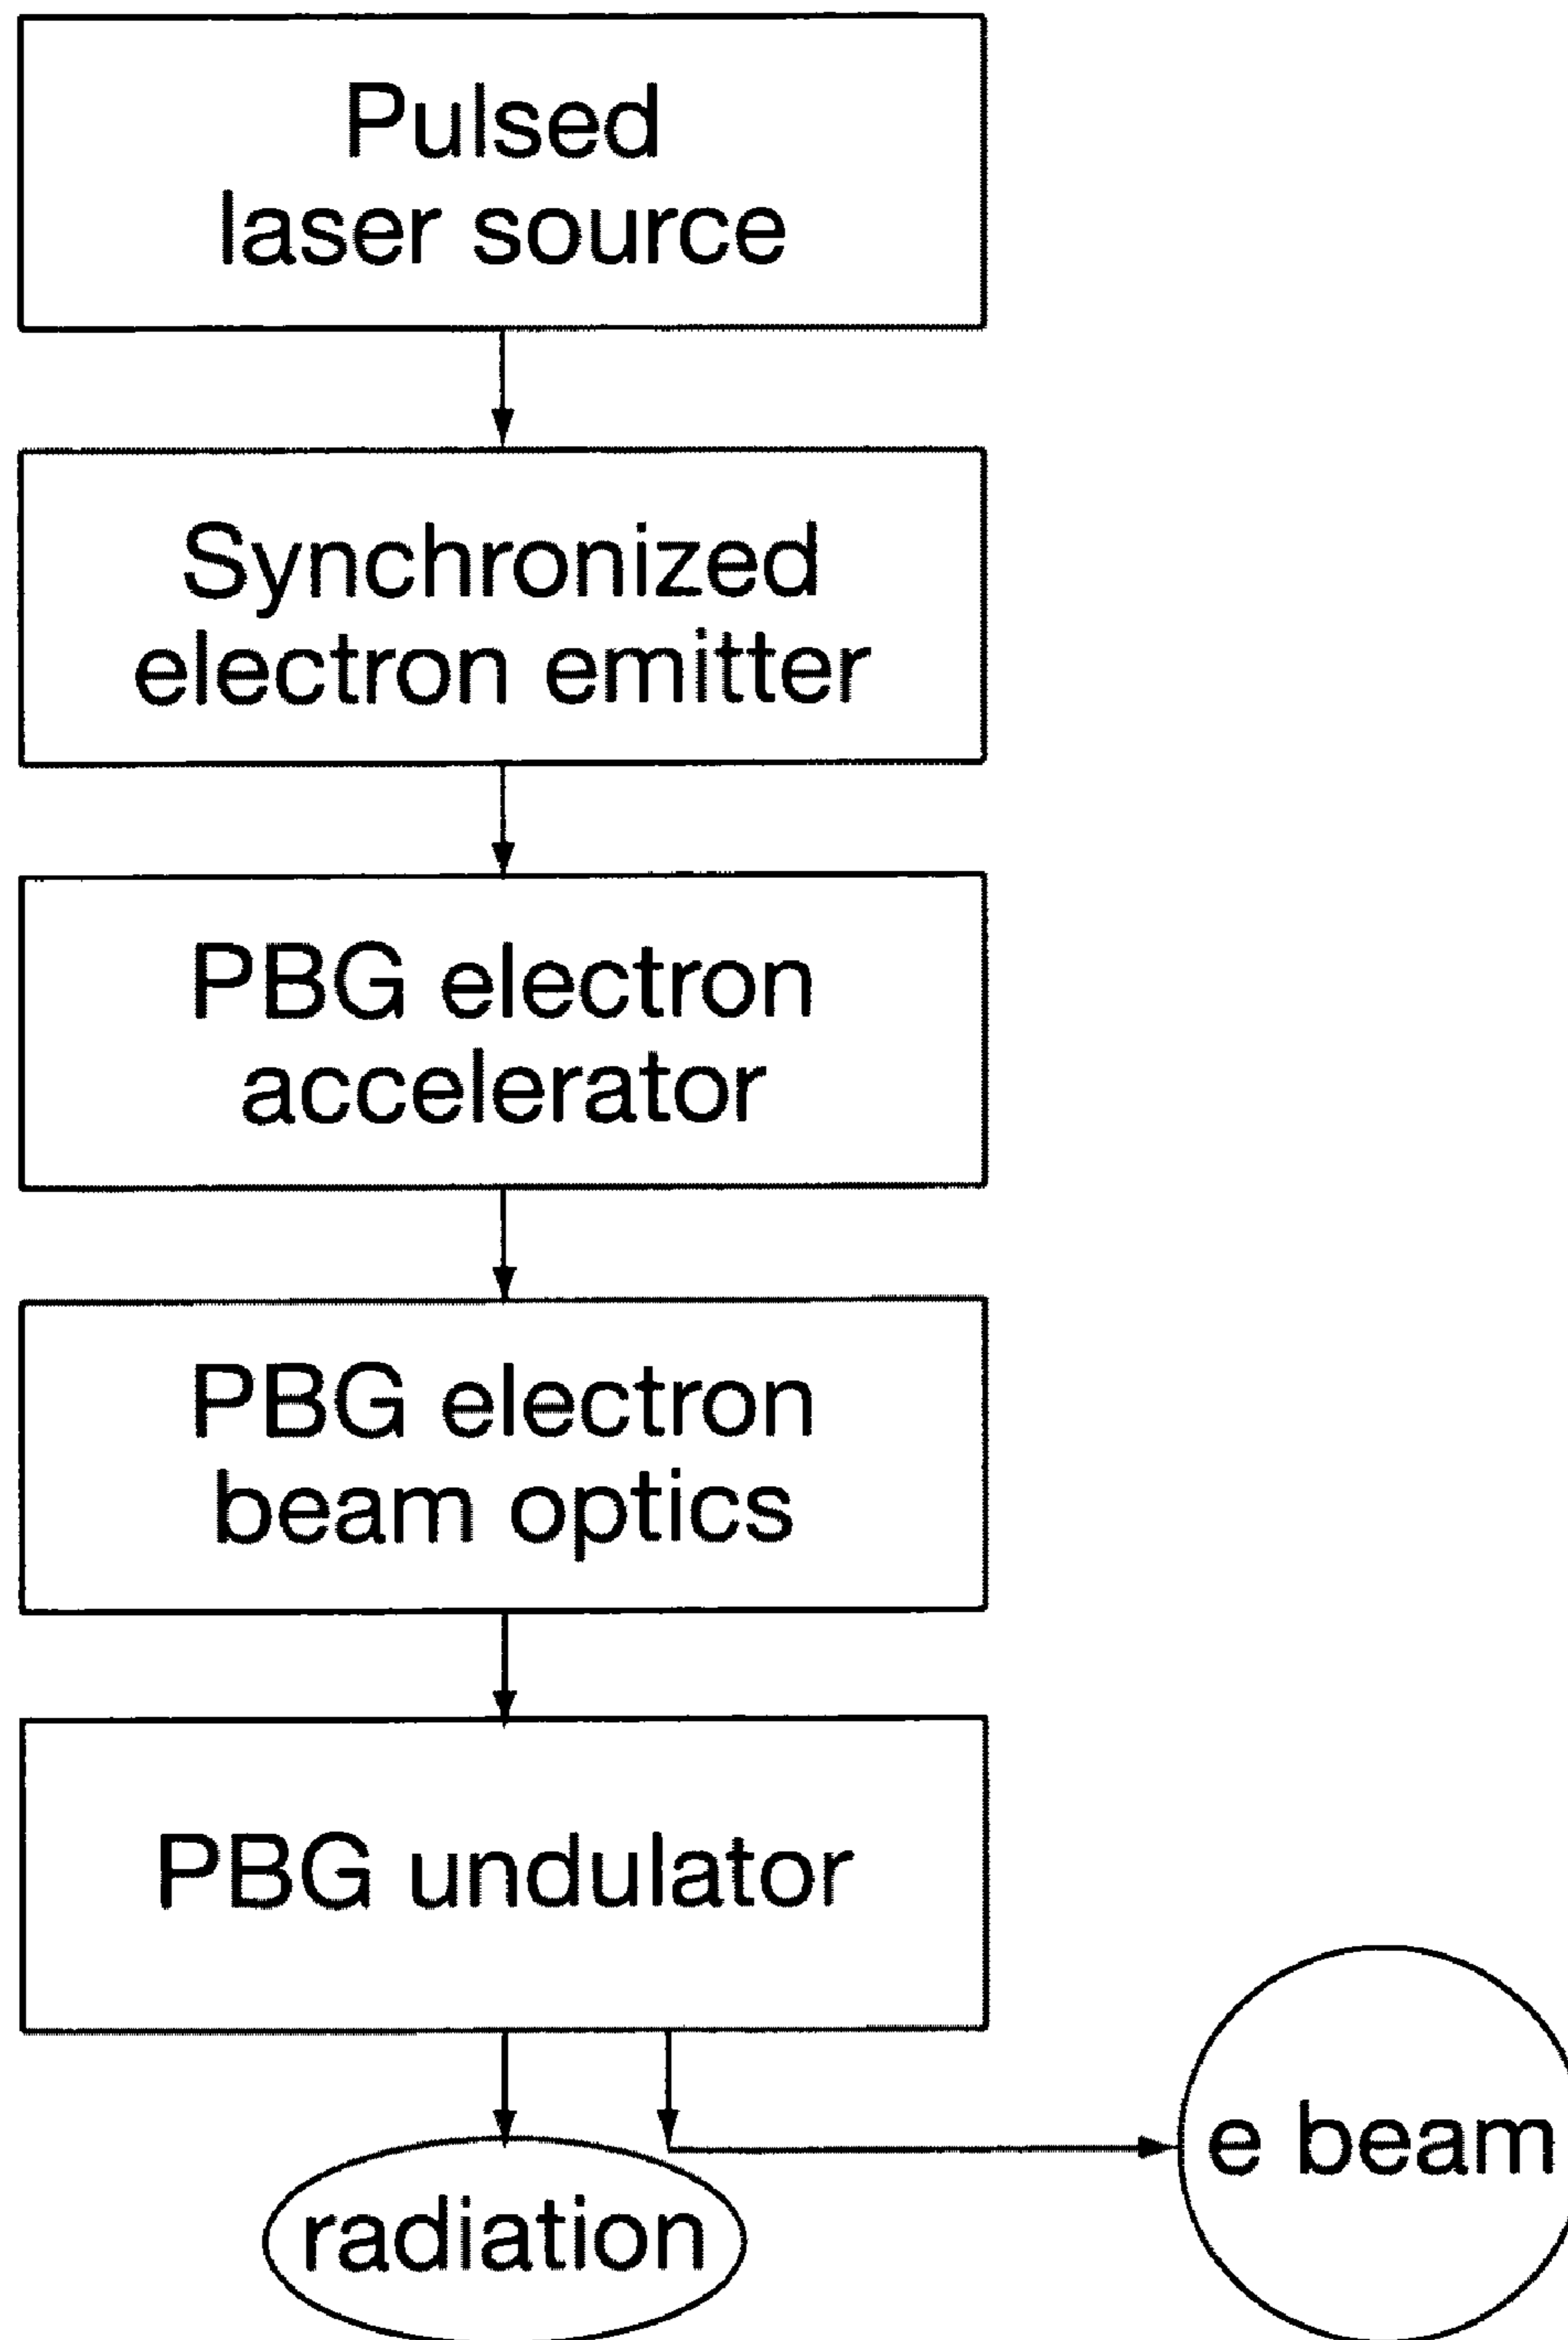 Pulsed
laser source
Synchronized
electron emitter
PBG electron
accelerator
PBG electron
beam optics
PBG undulator
e beam
radiation